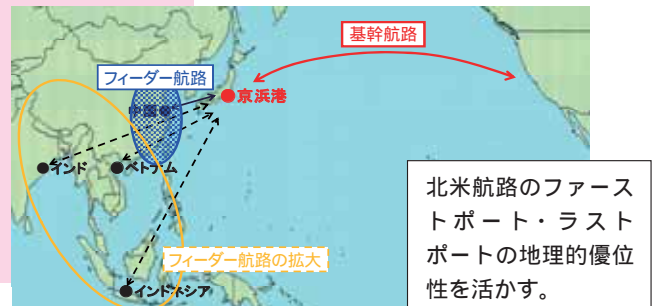 基幹航路
フィーダー航路
京浜港
中国
インド
ベトナム
北米航路のファース
トポート・ラスト
ポートの地理的優位
性を活かす。
フィーダー航路の拡大
インドネシア